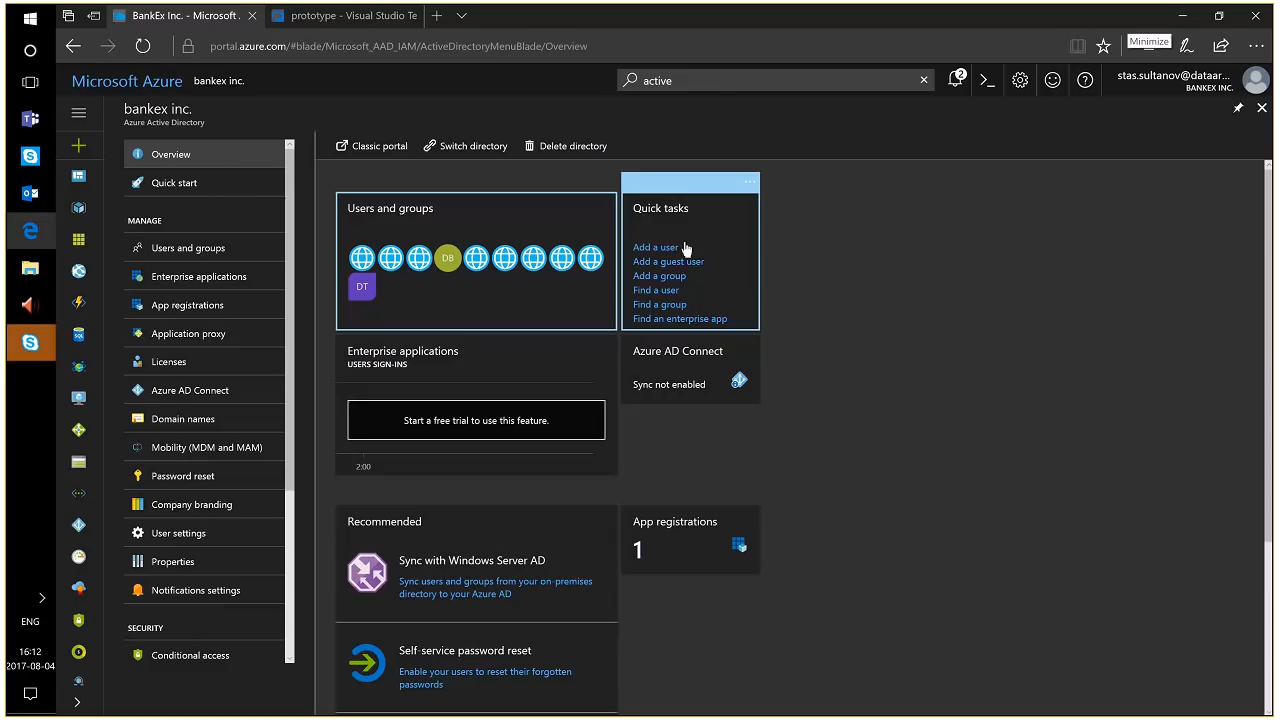 BankEx Inc. - Microsoft .
prototype - Visual Studio Te
portal.azure.com/#blade/Microsoft_AAD_IAM/ActiveDirectoryMenuBlade/Overview
Minimize
Microsoft Azure
bankex inc.
active
2
stas.sultanov@dataar...
BANKEX INC.
bankex inc.
Azure Active Directory
Overview
Quick start
MANAGE
Users and groups
Enterprise applications
App registrations
Application proxy
Licenses
Azure AD Connect
Domain names
Mobility (MDM and MAM)
Password reset
Company branding
User settings
Properties
Notifications settings
SECURITY
Conditional access
Classic portal
Switch directory
Delete directory
Users and groups
DB
DT
Quick tasks
Add a user
Add a guest user
Add a group
Find a user
Find a group
Find an enterprise app
Enterprise applications
USERS SIGN-INS
Start a free trial to use this feature.
2:00
Azure AD Connect
Sync not enabled
Recommended
Sync with Windows Server AD
Sync users and groups from your on-premises
directory to your Azure AD
Self-service password reset
Enable your users to reset their forgotten
passwords
App registrations
1
ENG
16:12
2017-08-04